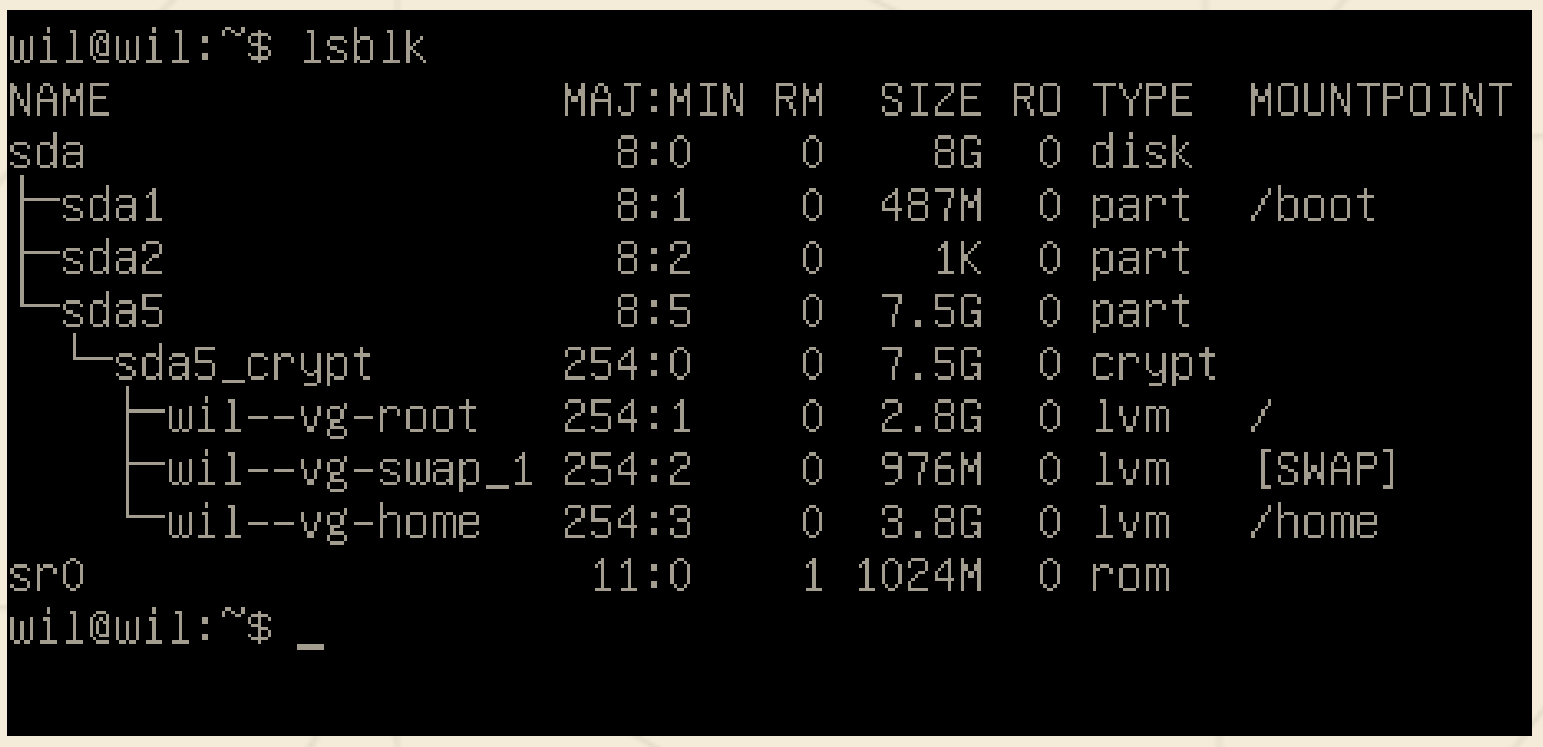 wil@wil:~$ lsblk
NAME                 MAJ:MIN RM  SIZE RO TYPE  MOUNTPOINT
sda                    8:0    0    8G  0 disk
├─sda1                 8:1    0  487M  0 part  /boot
├─sda2                 8:2    0    1K  0 part
└─sda5                 8:5    0  7.5G  0 part
  └─sda5_crypt       254:0    0  7.5G  0 crypt
    ├─wil--vg-root   254:1    0  2.8G  0 lvm   /
    ├─wil--vg-swap_1 254:2    0  976M  0 lvm   [SWAP]
    └─wil--vg-home   254:3    0  3.8G  0 lvm   /home
sr0                   11:0    1 1024M  0 rom
wil@wil:~$ _